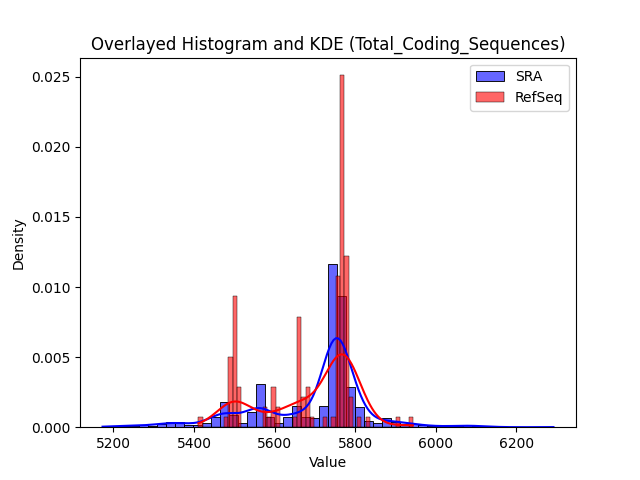 Overlayed Histogram and KDE (Total_Coding_Sequences)
SRA
RefSeq
0.025
0.020
0.015
0.010
0.005
0.000
Density
5200 5400 5600 5800 6000 6200
Value